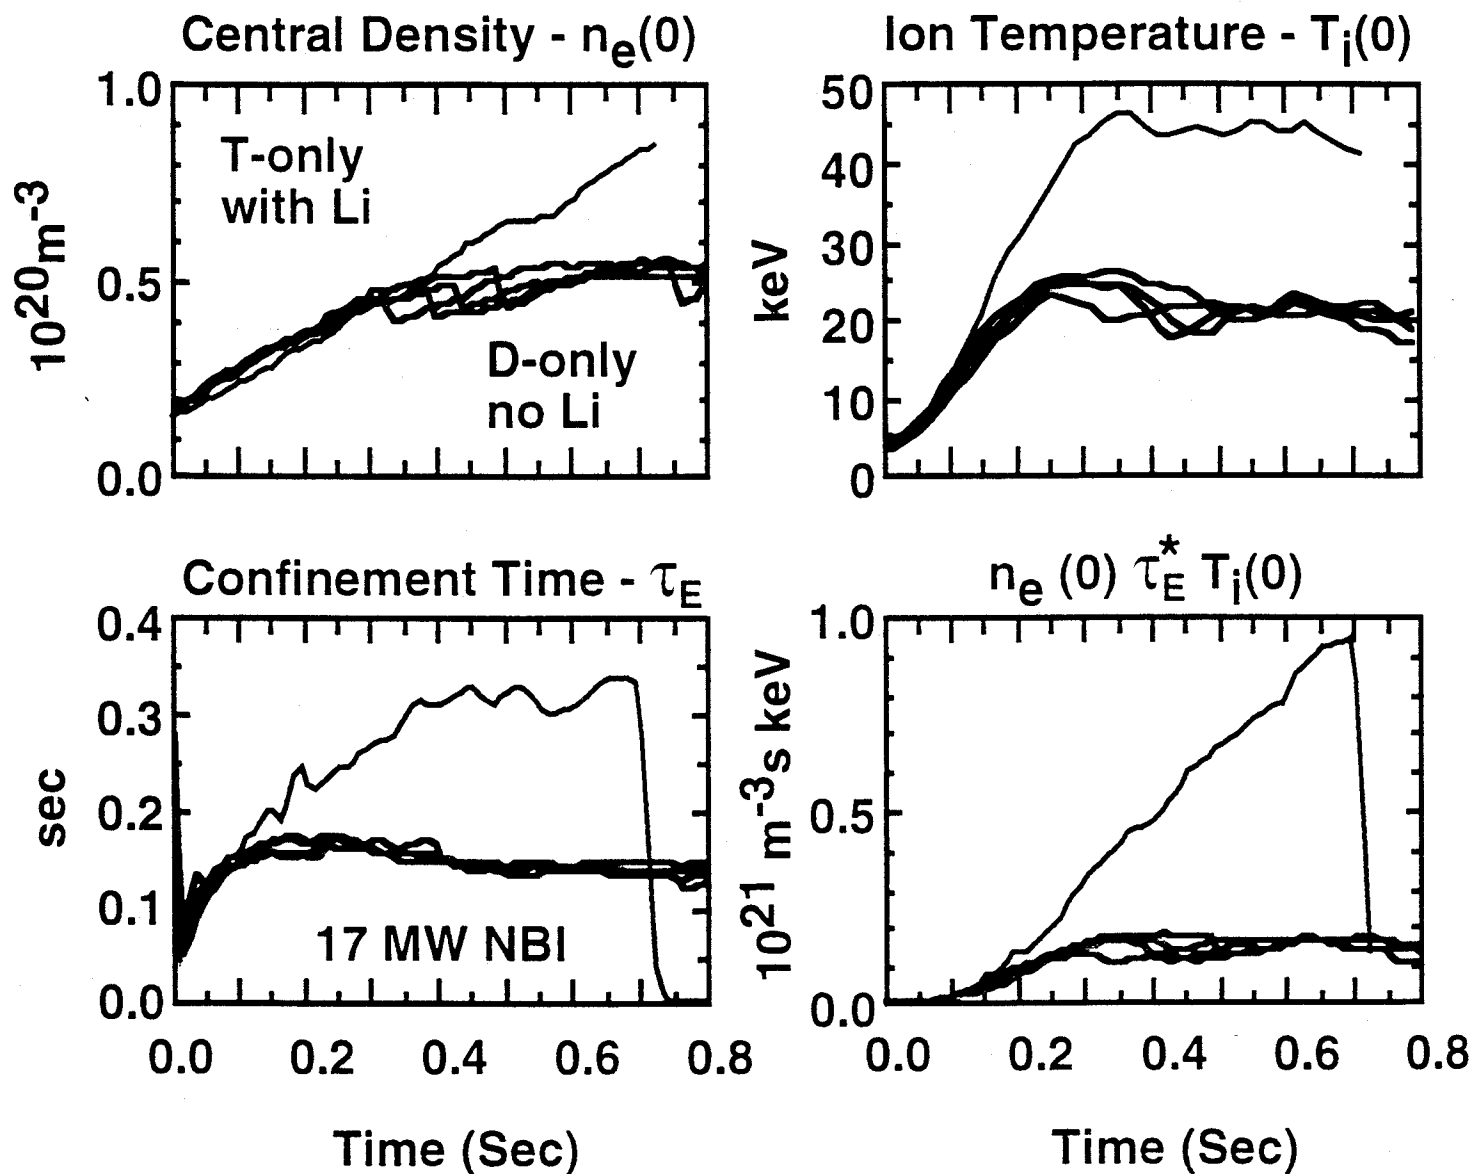 Central Density - nₑ(0)
1.0
0.5
0.0
10²⁰m⁻³
T-only
with Li
D-only
no Li
Ion Temperature - Tᵢ(0)
50
40
30
20
10
0
keV
Confinement Time - τ_E
0.4
0.3
0.2
0.1
0.0
sec
17 MW NBI
0.0 0.2 0.4 0.6 0.8
Time (Sec)
nₑ (0) τ*_E Tᵢ(0)
1.0
0.5
0.0
10²¹ m⁻³s keV
0.0 0.2 0.4 0.6 0.8
Time (Sec)